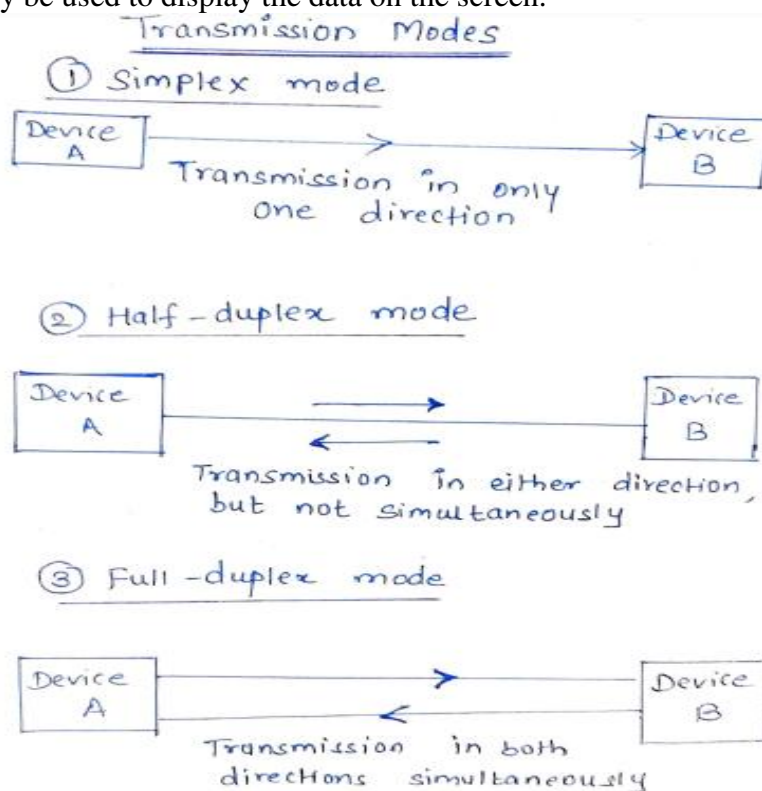 be used to display the data on the screen.
Transmission Modes
① Simplex mode
Device
A
Device
B
Transmission in only
one direction
② Half-duplex mode
Device
A
Device
B
Transmission in either direction,
but not simultaneously
③ Full-duplex mode
Device
A
Device
B
Transmission in both
directions simultaneously